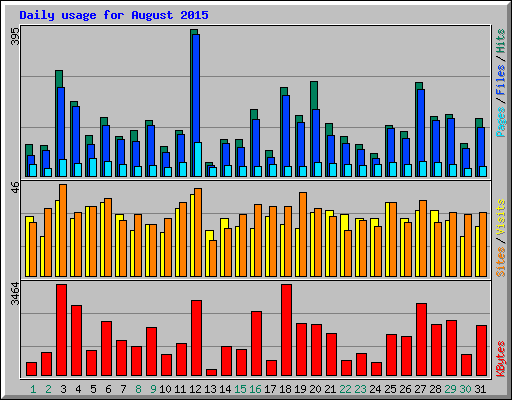 Daily usage for August 2015
395
Pages / Files / Hits
46
Sites / Visits
3464
KBytes
1 2 3 4 5 6 7 8 9 10 11 12 13 14 15 16 17 18 19 20 21 22 23 24 25 26 27 28 29 30 31